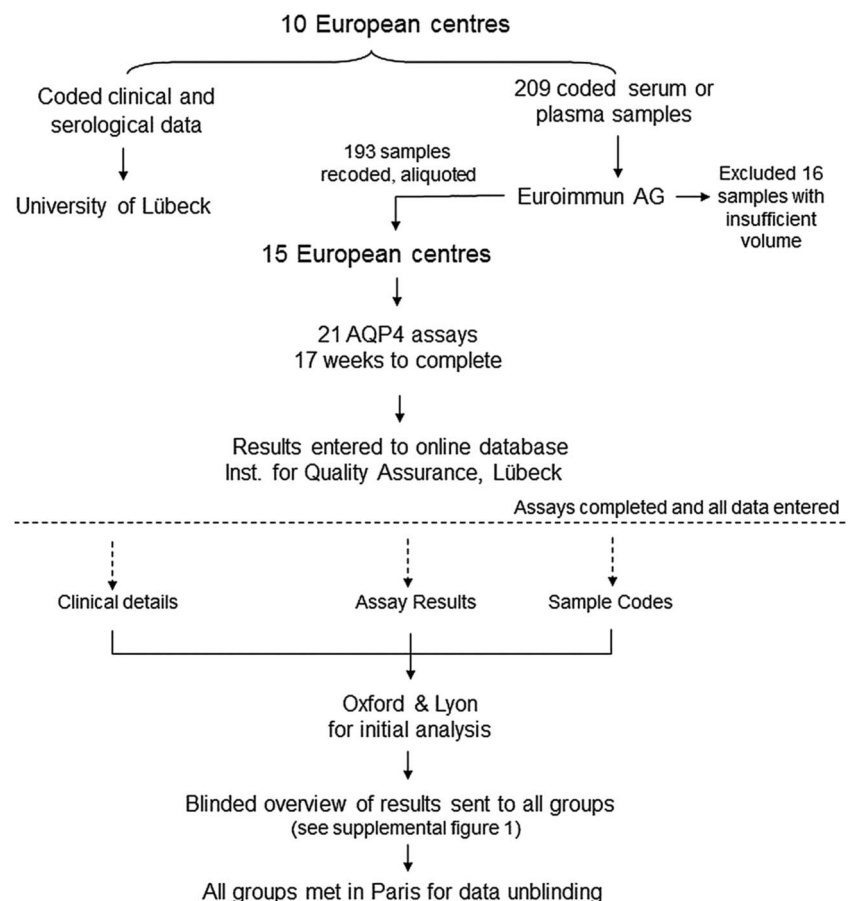 10 European centres
Coded clinical and
serological data
209 coded serum or
plasma samples
193 samples
recoded, aliquoted
University of Lübeck
Euroimmun AG
Excluded 16
samples with
insufficient
volume
15 European centres
21 AQP4 assays
17 weeks to complete
Results entered to online database
Inst. for Quality Assurance, Lübeck
Assays completed and all data entered
Clinical details
Assay Results
Sample Codes
Oxford & Lyon
for initial analysis
Blinded overview of results sent to all groups
(see supplemental figure 1)
All groups met in Paris for data unblinding